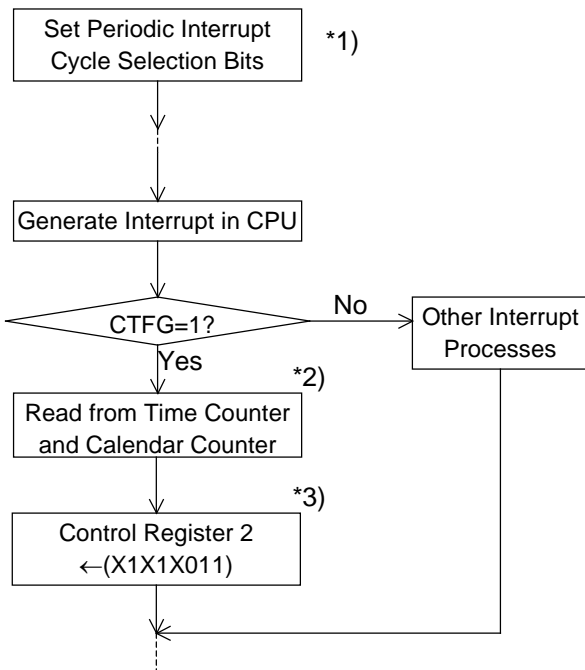 Set Periodic Interrupt
Cycle Selection Bits
*1)
Generate Interrupt in CPU
CTFG=1?
No
Other Interrupt
Processes
Yes
*2)
Read from Time Counter
and Calendar Counter
*3)
Control Register 2
←(X1X1X011)